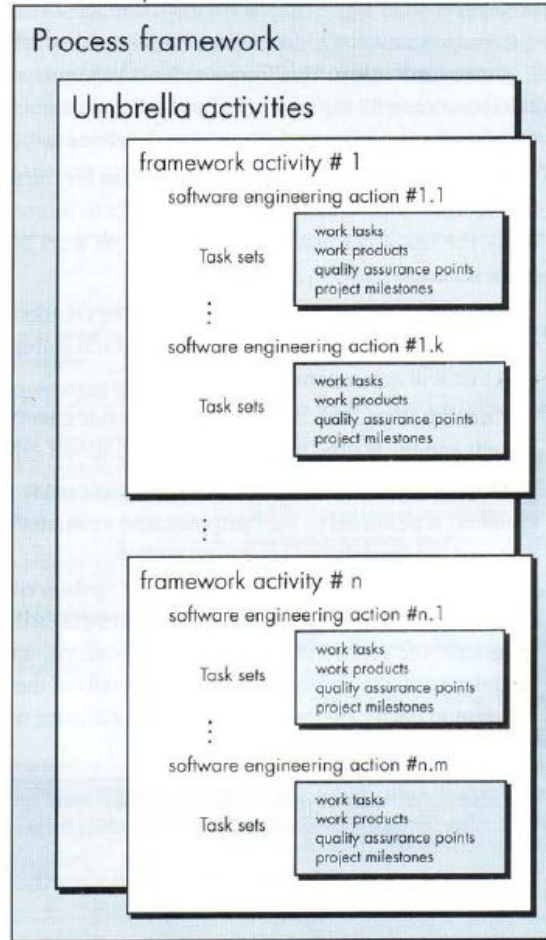 Process framework
Umbrella activities
framework activity # 1
software engineering action #1.1
Task sets
work tasks
work products
quality assurance points
project milestones
software engineering action #1.k
Task sets
work tasks
work products
quality assurance points
project milestones
framework activity # n
software engineering action #n.1
Task sets
work tasks
work products
quality assurance points
project milestones
software engineering action #n.m
Task sets
work tasks
work products
quality assurance points
project milestones